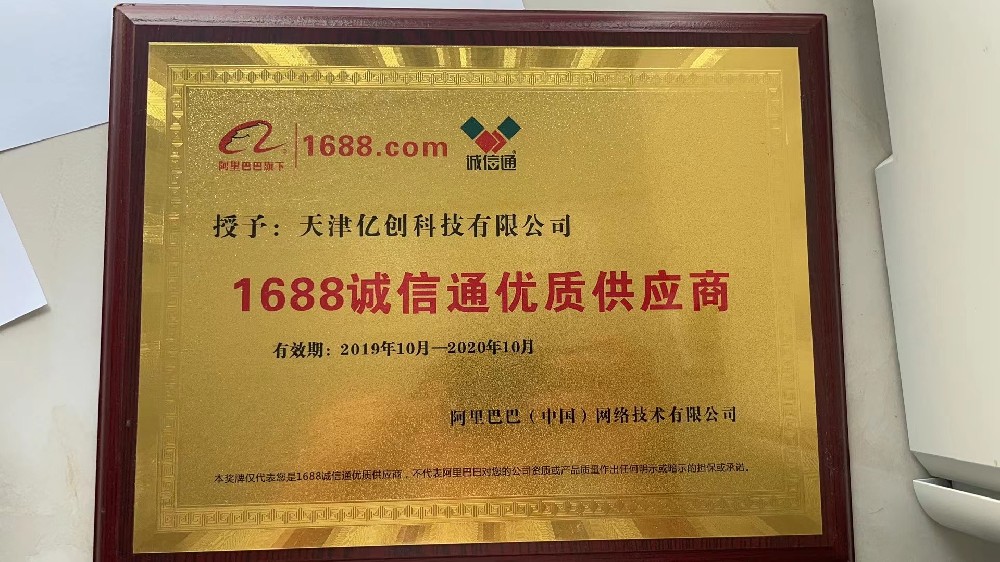 阿里巴巴旗下
1688.com
诚信通
授予：天津亿创科技有限公司
1688诚信通优质供应商
有效期：2019年10月—2020年10月
阿里巴巴（中国）网络技术有限公司
本奖牌仅代表您是1688诚信通优质供应商，不代表阿里巴巴对您的公司资质或产品质量作出任何明示或暗示的担保或承诺。